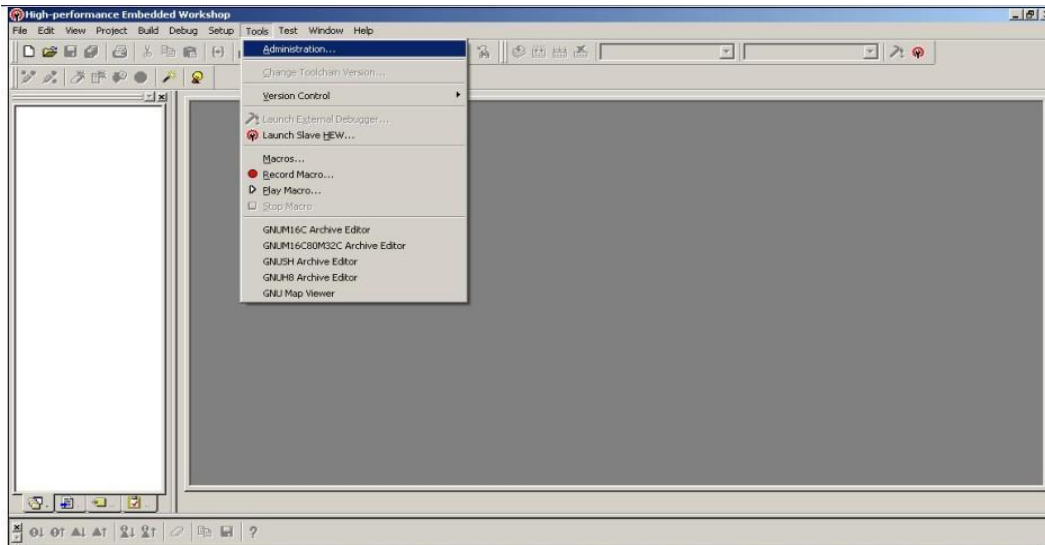 High-performance Embedded Workshop
File Edit View Project Build Debug Setup Tools Test Window Help
Administration...
Change Toolchain Version...
Version Control
Launch External Debugger...
Launch Slave HEW...
Macros...
Record Macro...
Play Macro...
Stop Macro
GNUM16C Archive Editor
GNUM16C80M32C Archive Editor
GNUSH Archive Editor
GNUH8 Archive Editor
GNU Map Viewer